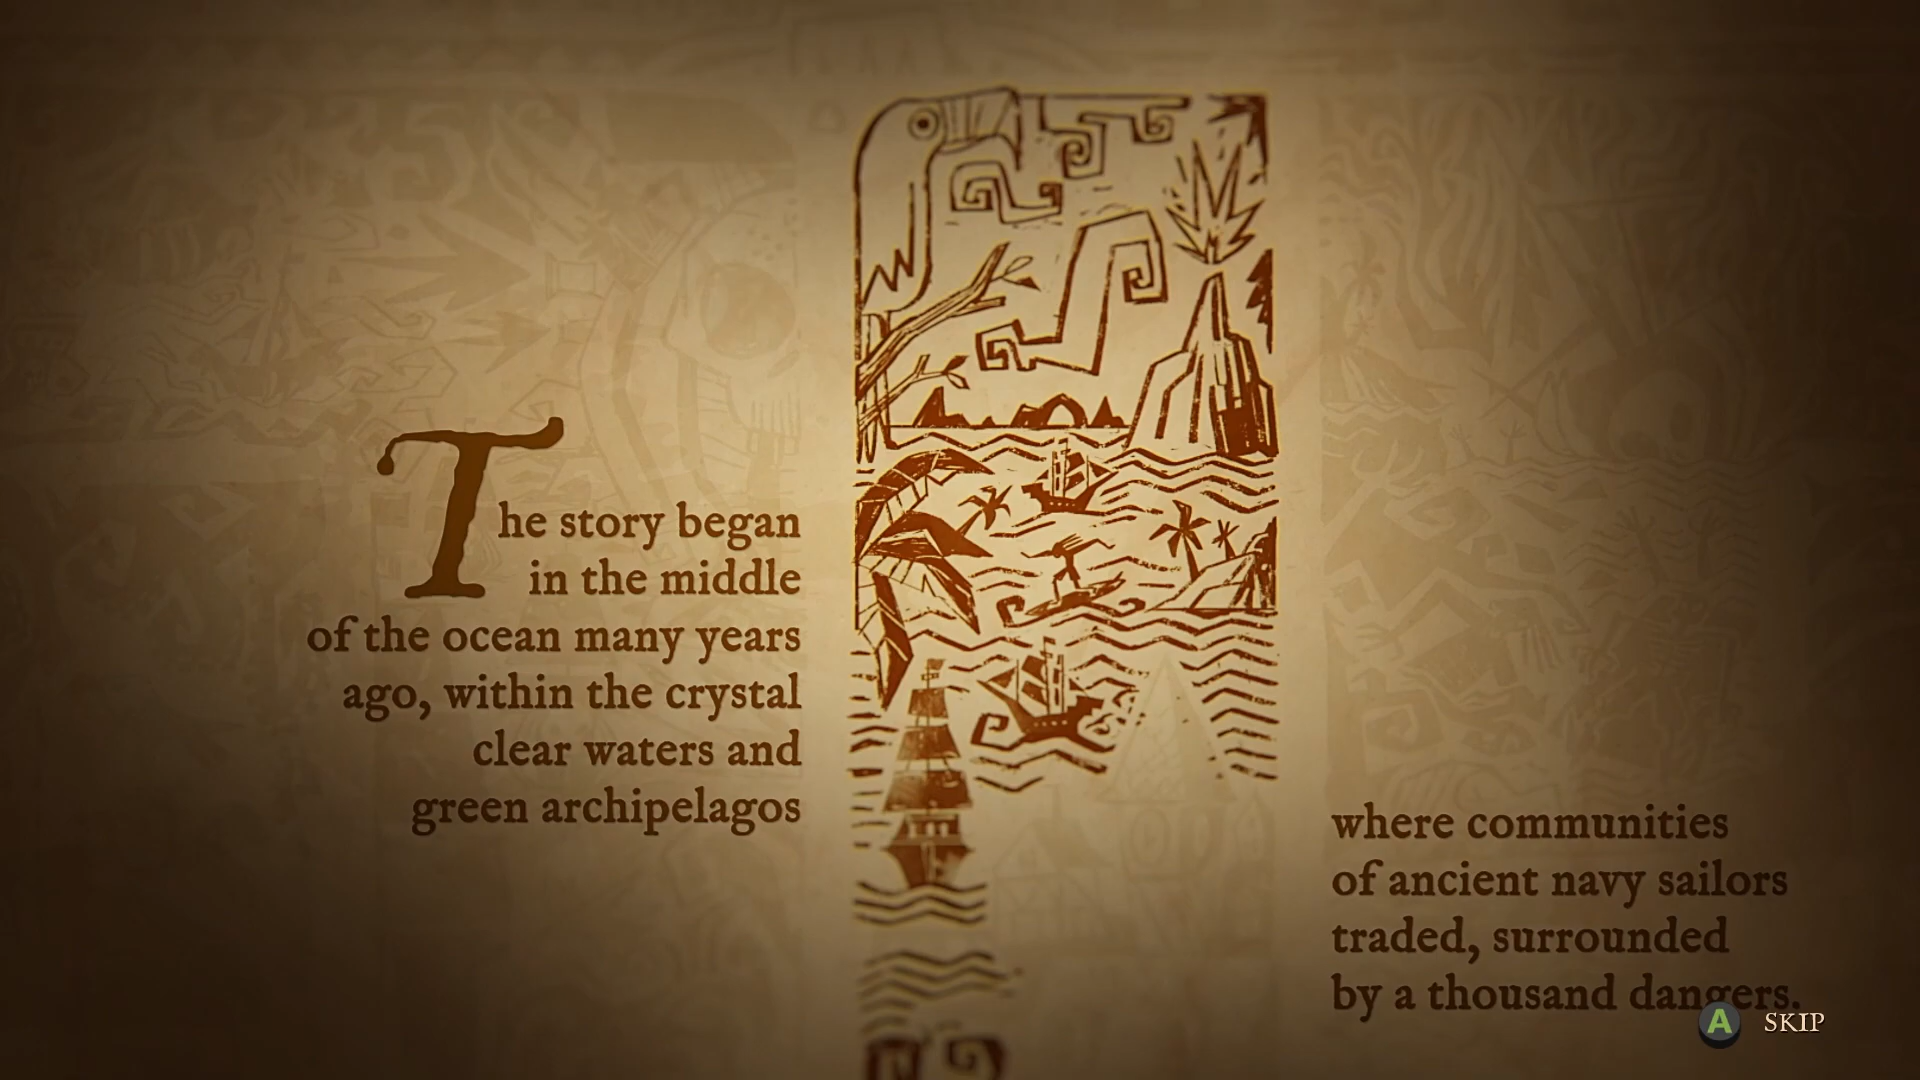 The story began
in the middle
of the ocean many years
ago, within the crystal
clear waters and
green archipelagos
where communities
of ancient navy sailors
traded, surrounded
by a thousand dangers.
A SKIP